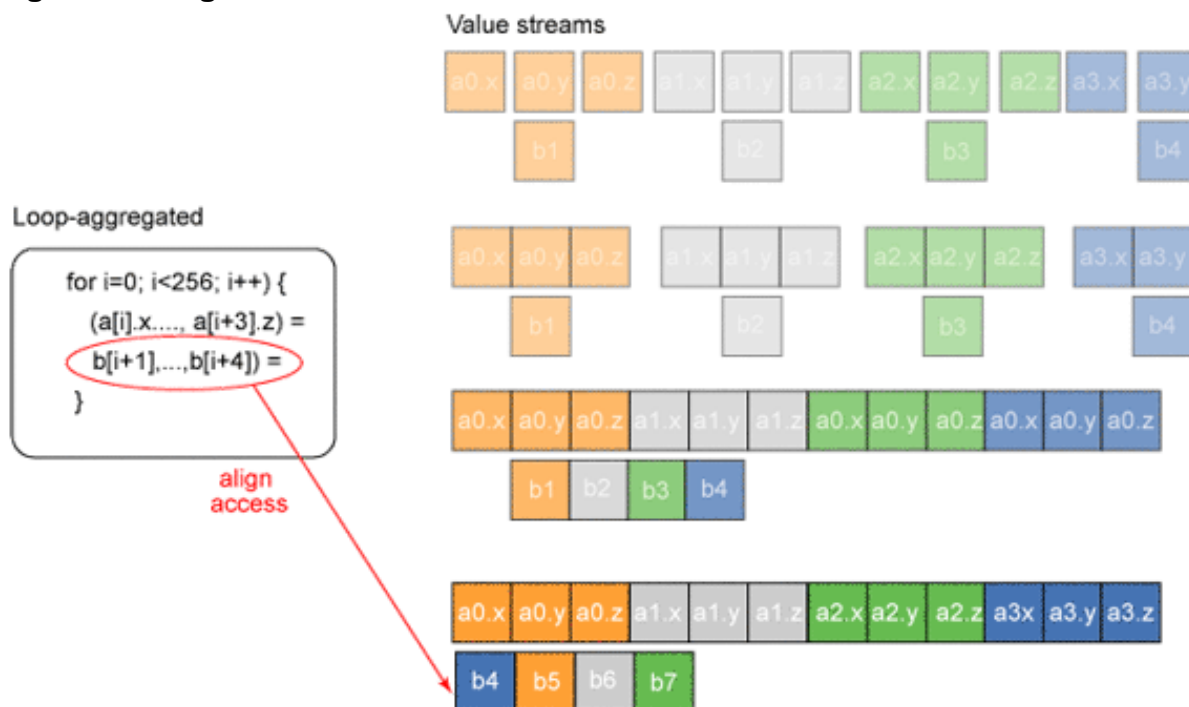 Value streams
a0.x a0.y a0.z a1.x a1.y a1.z a2.x a2.y a2.z a3.x a3.y
b1 b2 b3 b4
Loop-aggregated
a0.x a0.y a0.z a1.x a1.y a1.z a2.x a2.y a2.z a3.x a3.y
b1 b2 b3 b4
for i=0; i<256; i++) {
(a[i].x...., a[i+3].z) =
b[i+1],...,b[i+4]) =
}
a0.x a0.y a0.z a1.x a1.y a1.z a0.x a0.y a0.z a0.x a0.y a0.z
b1 b2 b3 b4
align
access
a0.x a0.y a0.z a1.x a1.y a1.z a2.x a2.y a2.z a3x a3.y a3.z
b4 b5 b6 b7